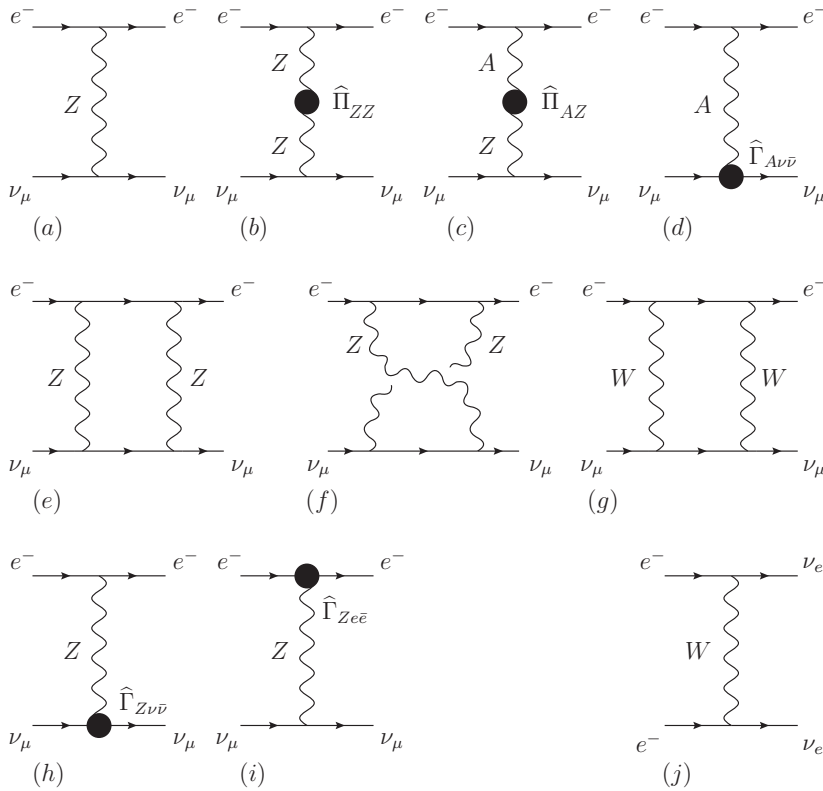 e⁻ e⁻ e⁻ e⁻ e⁻ e⁻ e⁻ e⁻
Z Z Π̂_ZZ Z A Π̂_AZ Z A Γ̂_Aνν̄
ν_μ ν_μ ν_μ ν_μ ν_μ ν_μ ν_μ ν_μ
(a) (b) (c) (d)
e⁻ e⁻ e⁻ e⁻ e⁻ e⁻
Z Z Z Z W W
ν_μ ν_μ ν_μ ν_μ ν_μ ν_μ
(e) (f) (g)
e⁻ e⁻ e⁻ e⁻ e⁻ ν_e
Z Γ̂_Zνν̄ Γ̂_Zeē Z W
ν_μ ν_μ ν_μ ν_μ e⁻ ν_e
(h) (i) (j)